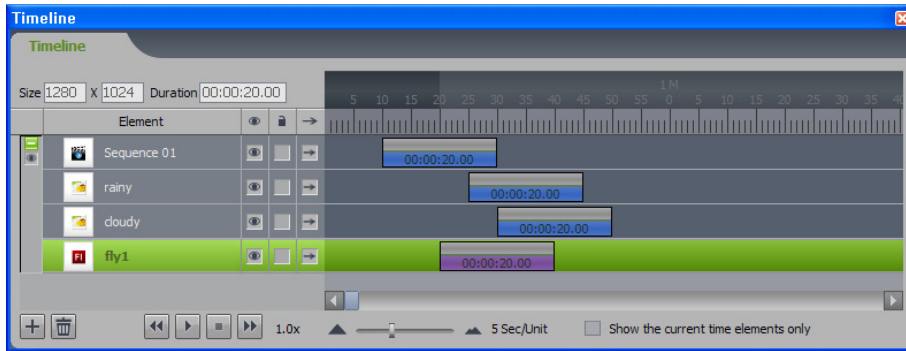 Timeline
Timeline
Size 1280 X 1024 Duration 00:00:20.00
1 M
5 10 15 20 25 30 35 40 45 50 55 0 5 10 15 20 25 30 35 40
Element
Sequence 01 00:00:20.00
rainy 00:00:20.00
cloudy 00:00:20.00
Fl fly1 00:00:20.00
1.0x 5 Sec/Unit Show the current time elements only